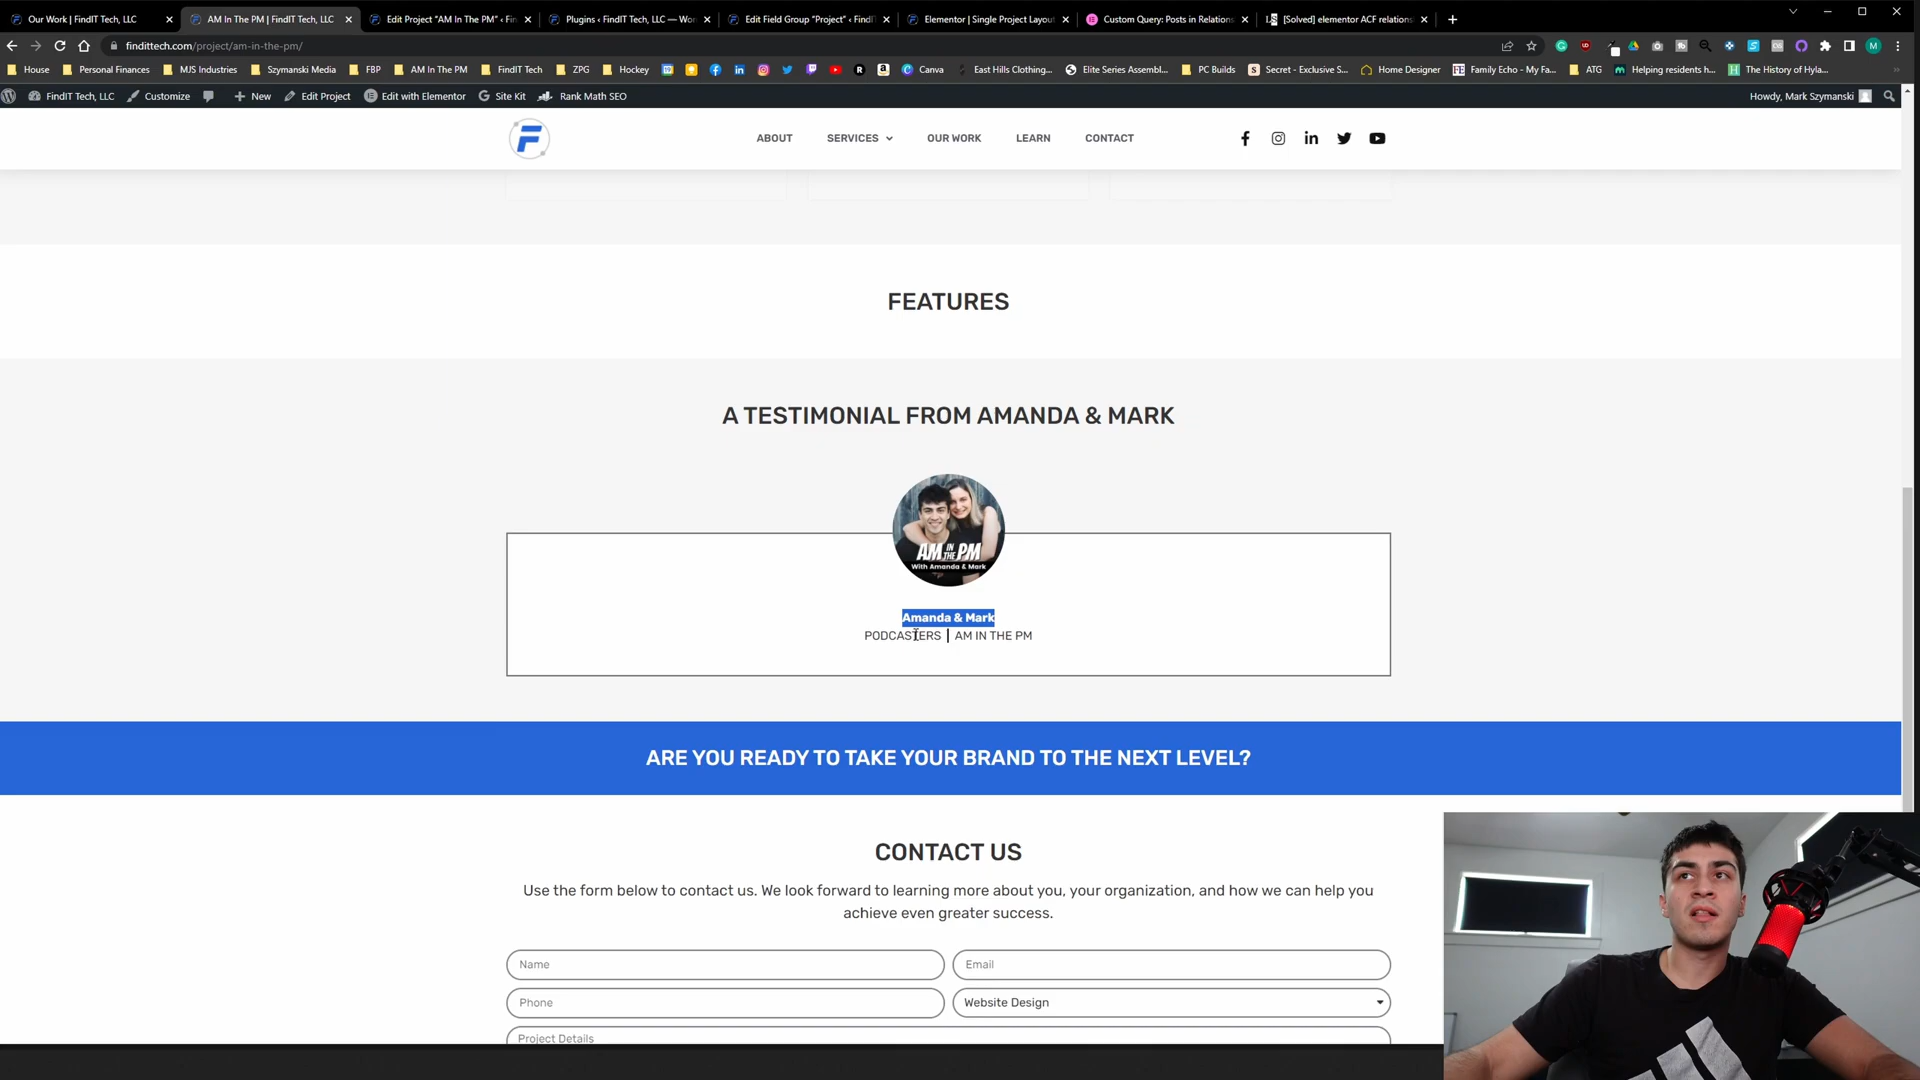 Our Work | FindIT Tech, LLC
AM In The PM | FindIT Tech, LLC
Edit Project “AM In The PM” ‹ Fin
Plugins ‹ FindIT Tech, LLC — Wo
Edit Field Group “Project” ‹ FindI
Elementor | Single Project Layou
Custom Query: Posts in Relations
[Solved] elementor ACF relations
findittech.com/project/am-in-the-pm/
House
Personal Finances
MJS Industries
Szymanski Media
FBP
AM In The PM
FindIT Tech
ZPG
Hockey
Canva
East Hills Clothing...
Elite Series Assembl...
PC Builds
Secret - Exclusive S...
Home Designer
Family Echo - My Fa...
ATG
Helping residents h...
The History of Hyla...
FindIT Tech, LLC
Customize
New
Edit Project
Edit with Elementor
Site Kit
Rank Math SEO
Howdy, Mark Szymanski
F
ABOUT
SERVICES
OUR WORK
LEARN
CONTACT
FEATURES
A TESTIMONIAL FROM AMANDA & MARK
AM IN THE PM
With Amanda & Mark
Amanda & Mark
PODCASTERS | AM IN THE PM
ARE YOU READY TO TAKE YOUR BRAND TO THE NEXT LEVEL?
CONTACT US
Use the form below to contact us. We look forward to learning more about you, your organization, and how we can help you
achieve even greater success.
Name
Email
Phone
Website Design
Project Details